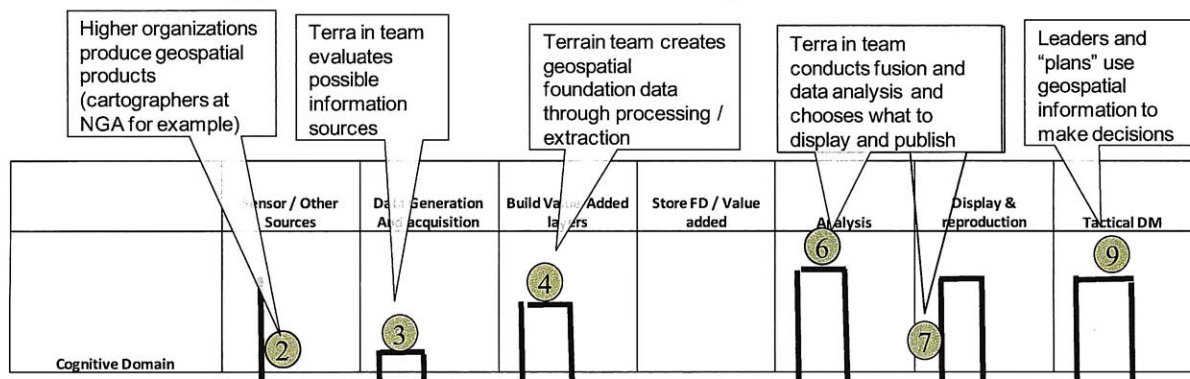 Higher organizations
produce geospatial
products
(cartographers at
NGA for example)
Terra in team
evaluates
possible
information
sources
Terrain team creates
geospatial
foundation data
through processing /
extraction
Terra in team
conducts fusion and
data analysis and
chooses what to
display and publish
Leaders and
“plans” use
geospatial
information to
make decisions
Sensor / Other
Sources
Data Generation
And acquisition
Build Value Added
layers
Store FD / Value
added
Analysis
Display &
reproduction
Tactical DM
2
3
4
6
7
9
Cognitive Domain